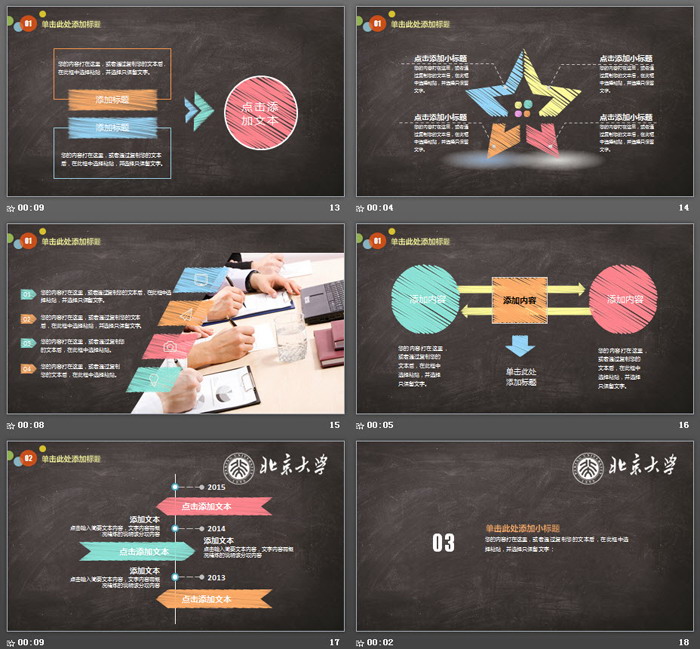 01 单击此处添加标题
您的内容打在这里，或者通过复制您的文本后，
在此框中选择粘贴，并选择只保留文字。
添加标题
添加标题
您的内容打在这里，或者通过复制您的文本
后，在此框中选择粘贴，并选择只保留文字。
点击添
加文本
00:09 13
01 单击此处添加标题
点击添加小标题
您的内容打在这里，或者通
过复制您的文本后，在此框
中选择粘贴，并选择只保留
文字。
点击添加小标题
您的内容打在这里，或者通
过复制您的文本后，在此框
中选择粘贴，并选择只保留
文字。
点击添加小标题
您的内容打在这里，或者通
过复制您的文本后，在此框
中选择粘贴，并选择只保留
文字。
点击添加小标题
您的内容打在这里，或者通
过复制您的文本后，在此框
中选择粘贴，并选择只保留
文字。
00:04 14
01 单击此处添加标题
01 您的内容打在这里，或者通过复制您的文本后，在此框中选择
粘贴，并选择只保留文字。
02 您的内容打在这里，或者通过复制您
的文本后，在此框中选择粘贴。
03 您的内容打在这里，或者通过复制您
的文本后，在此框中选择粘贴。
04 您的内容打在这里，或者通过复制
您的文本后，在此框中选择粘贴。
00:08 15
01 单击此处添加标题
添加内容
添加内容
添加内容
您的内容打在这里，
或者通过复制您的文
本后，在此框中选择
粘贴，并选择
只保留文字。
单击此处
添加标题
您的内容打在这里，
或者通过复制您的文
本后，在此框中选择
粘贴，并选择
只保留文字。
00:05 16
02 单击此处添加标题
北京大学
2015
点击添加文本
添加文本
点击输入简要文本内容，文字内容需概
况精炼的说明该分项内容
2014
点击添加文本
添加文本
点击输入简要文本内容，文字内容需概
况精炼的说明该分项内容
添加文本
点击输入简要文本内容，文字内容需概
况精炼的说明该分项内容
2013
点击添加文本
00:09 17
北京大学
03
单击此处添加小标题
您的内容打在这里，或者通过复制您的文本后，在此框中选
择粘贴，并选择只保留文字；
00:02 18